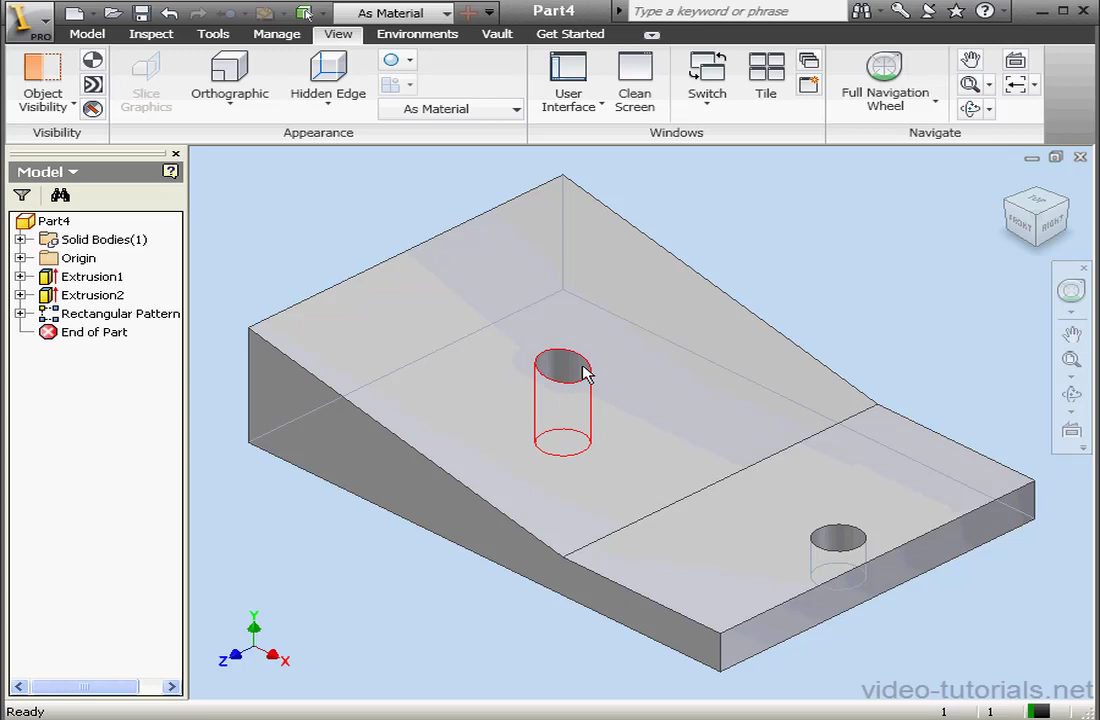 PRO
As Material
Part4
Type a keyword or phrase
Model Inspect Tools Manage View Environments Vault Get Started
Object Visibility
Slice Graphics
Orthographic
Hidden Edge
As Material
User Interface
Clean Screen
Switch
Tile
Full Navigation Wheel
Visibility
Appearance
Windows
Navigate
Model
Part4
Solid Bodies(1)
Origin
Extrusion1
Extrusion2
Rectangular Pattern
End of Part
TOP
FRONT
RIGHT
Y
Z
X
video-tutorials.net
Ready
1
1